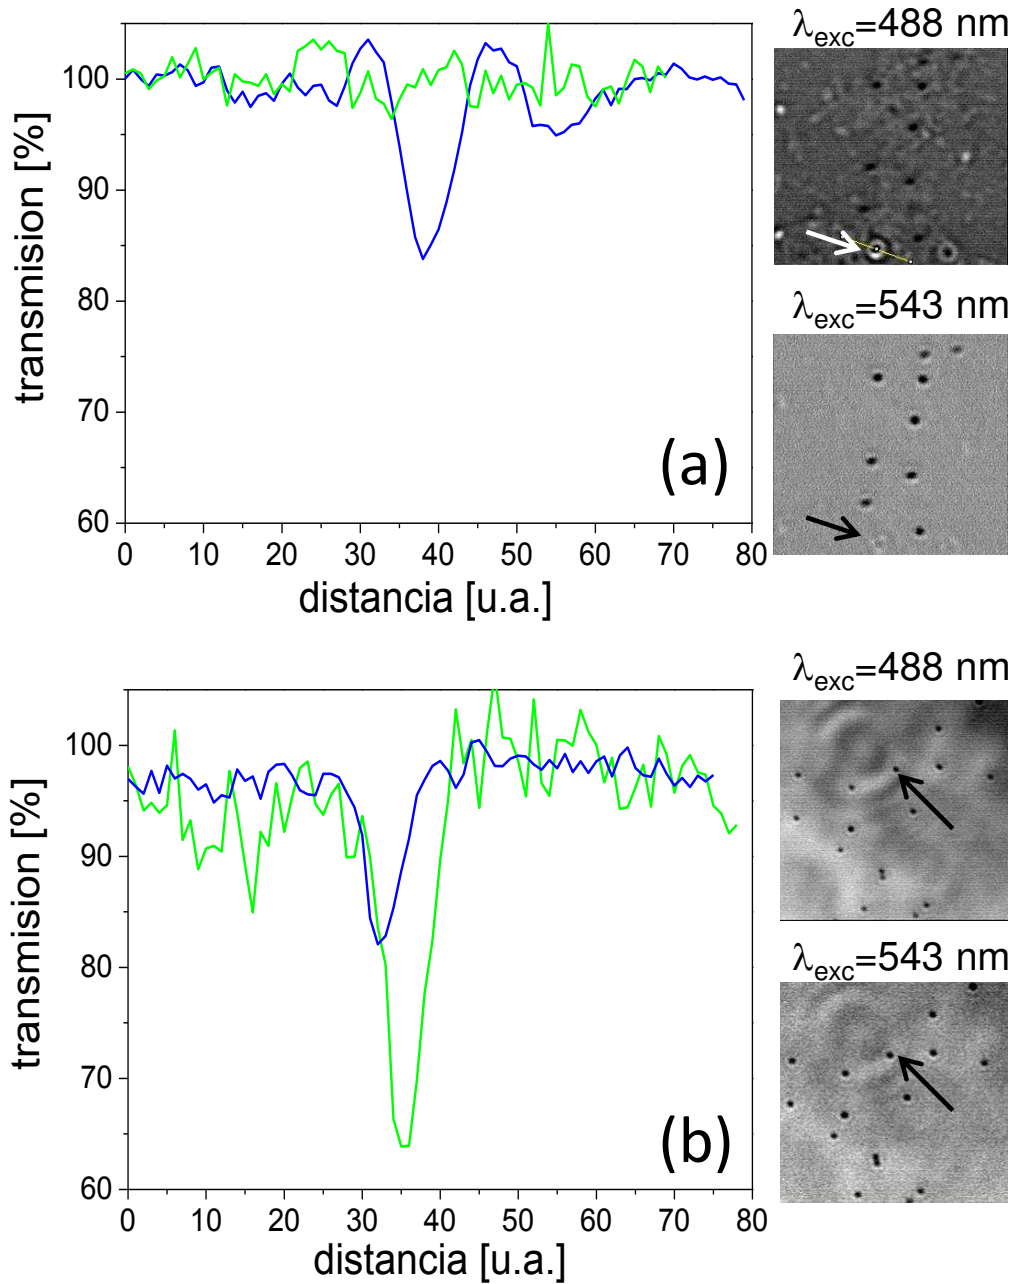 λexc=488 nm
100
90
80
70
60
transmision [%]
(a)
0 10 20 30 40 50 60 70 80
distancia [u.a.]
λexc=543 nm
λexc=488 nm
100
90
80
70
60
transmision [%]
(b)
0 10 20 30 40 50 60 70 80
distancia [u.a.]
λexc=543 nm